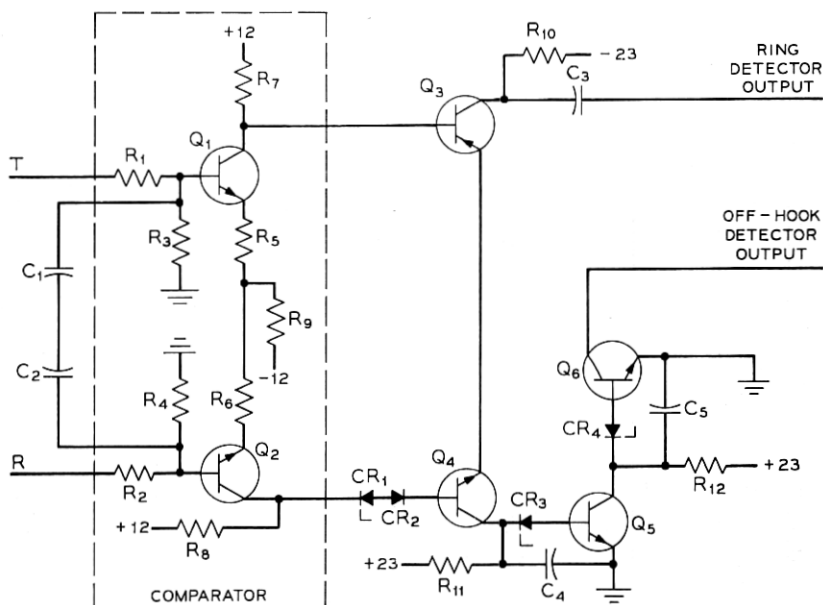 +12
R7
R10
-23
C3
RING
DETECTOR
OUTPUT
Q3
Q1
T
R1
R3
R5
C1
R9
-12
C2
R4
R6
OFF-HOOK
DETECTOR
OUTPUT
Q6
C5
CR4
Q2
R
R2
CR1
CR2
Q4
CR3
R12
+23
Q5
+12
R8
+23
R11
C4
COMPARATOR